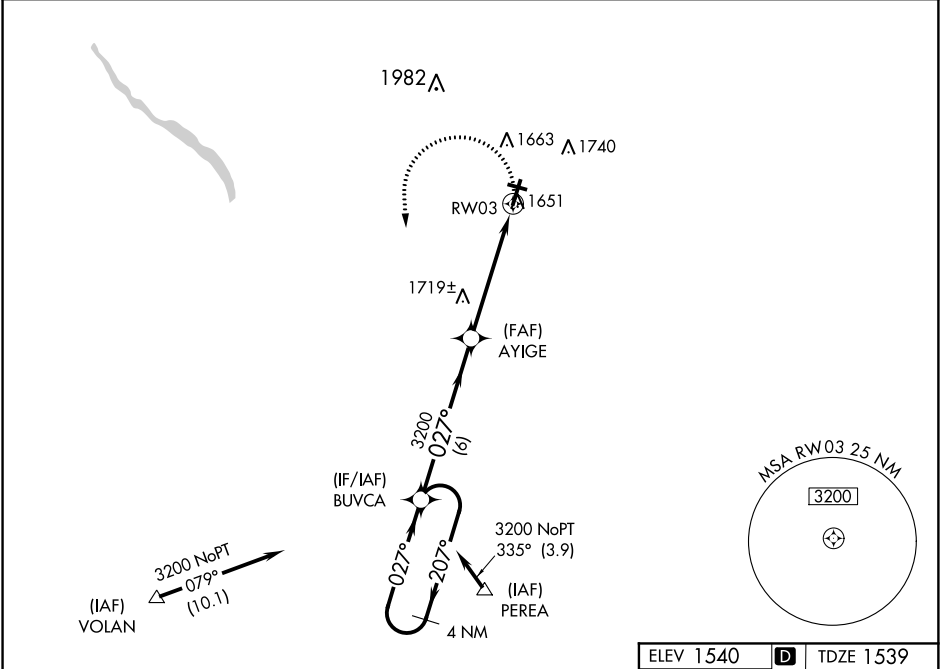 1982
1663
1740
RW03
1651
1719±
(FAF)
AYIGE
3200
027°
(6)
(IF/IAF)
BUVCA
MSA RW03 25 NM
3200
3200 NoPT
335° (3.9)
3200 NoPT
079°
(10.1)
027°
207°
(IAF)
VOLAN
(IAF)
PEREA
4 NM
ELEV 1540 D TDZE 1539